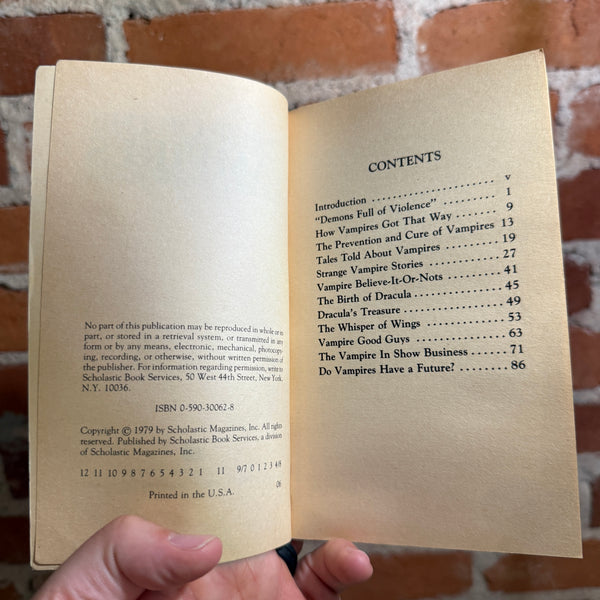 No part of this publication may be reproduced in whole or in
part, or stored in a retrieval system, or transmitted in any
form or by any means, electronic, mechanical, photocopy-
ing, recording, or otherwise, without written permission of
the publisher. For information regarding permission, write to
Scholastic Book Services, 50 West 44th Street, New York,
N.Y. 10036.
ISBN 0-590-30062-8
Copyright © 1979 by Scholastic Magazines, Inc. All rights
reserved. Published by Scholastic Book Services, a division
of Scholastic Magazines, Inc.
12 11 10 9 8 7 6 5 4 3 2 1 11 9/7 0 1 2 3 4/8
Printed in the U.S.A. 06
CONTENTS
Introduction .......................... v
"Demons Full of Violence" ............ 1
How Vampires Got That Way ....... 9
The Prevention and Cure of Vampires 13
Tales Told About Vampires ......... 19
Strange Vampire Stories ............. 27
Vampire Believe-It-Or-Nots ......... 41
The Birth of Dracula ................. 45
Dracula's Treasure ................... 49
The Whisper of Wings ............... 53
Vampire Good Guys ................. 63
The Vampire In Show Business ...... 71
Do Vampires Have a Future? ......... 86